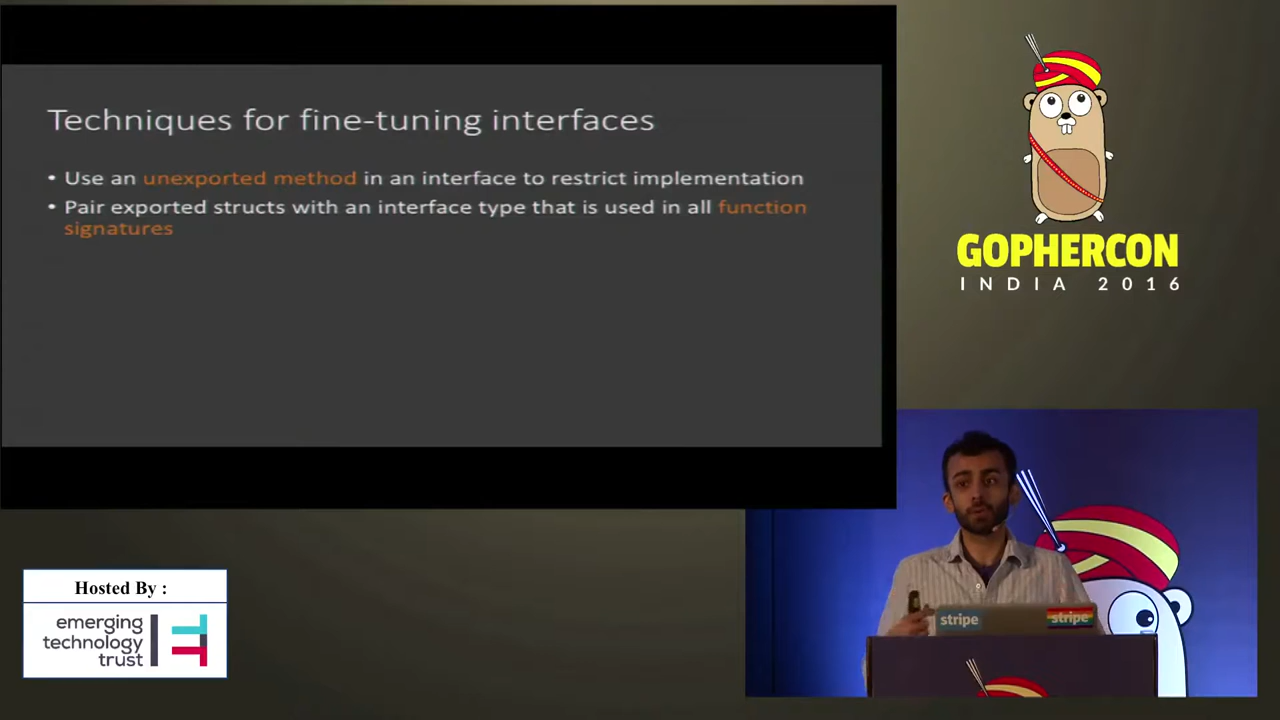 Techniques for fine-tuning interfaces
• Use an unexported method in an interface to restrict implementation
• Pair exported structs with an interface type that is used in all function
signatures
GOPHERCON
INDIA 2016
Hosted By :
emerging
technology
trust
stripe
stripe